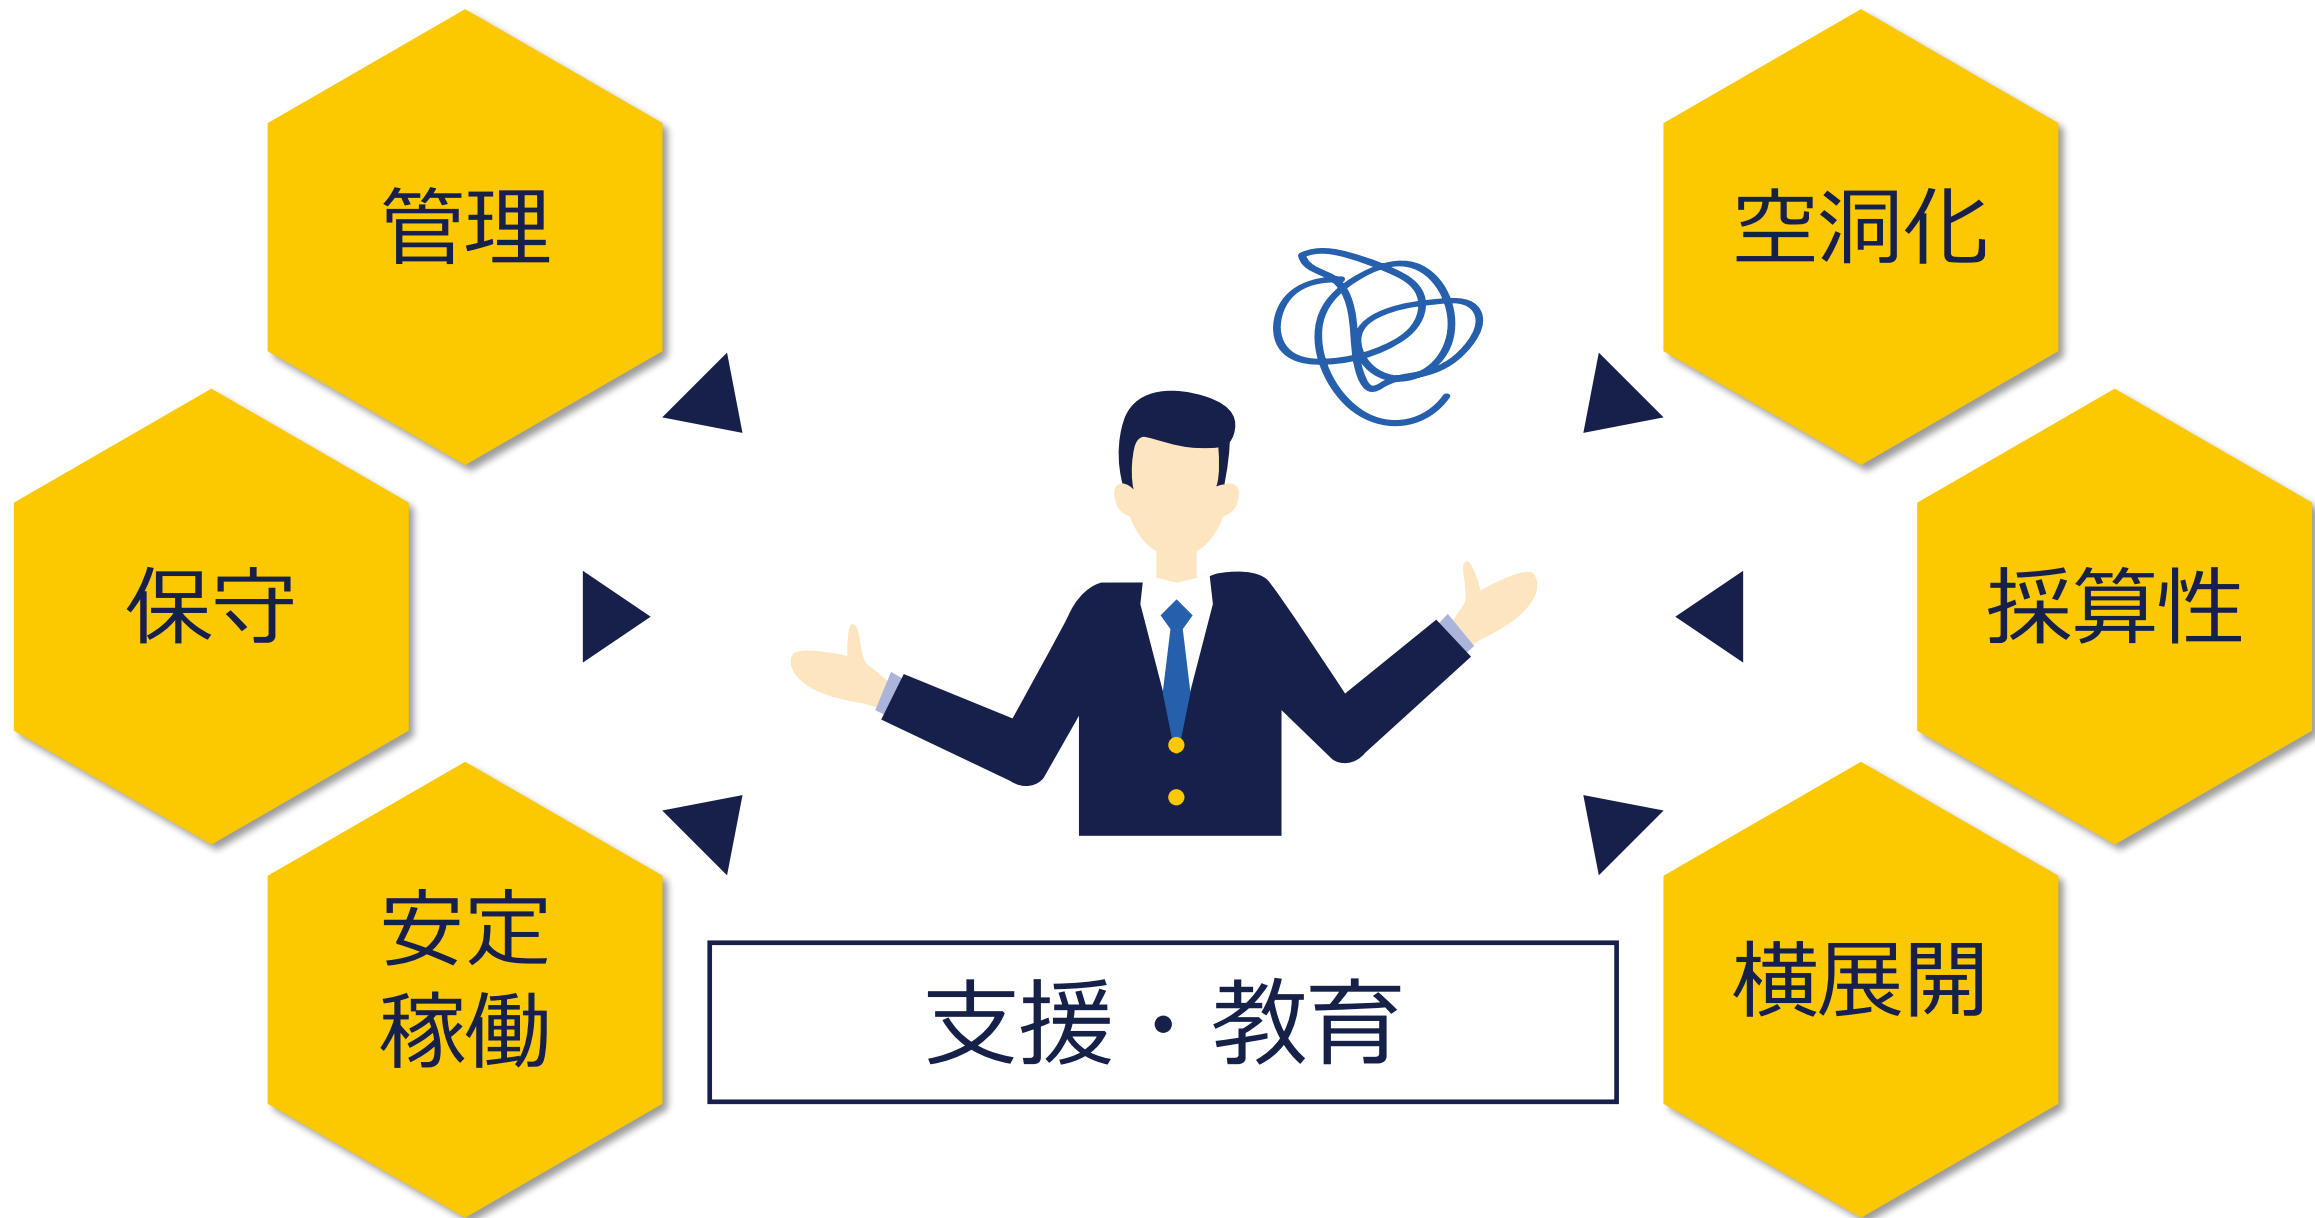 管理
空洞化
保守
採算性
安定
稼働
横展開
支援・教育